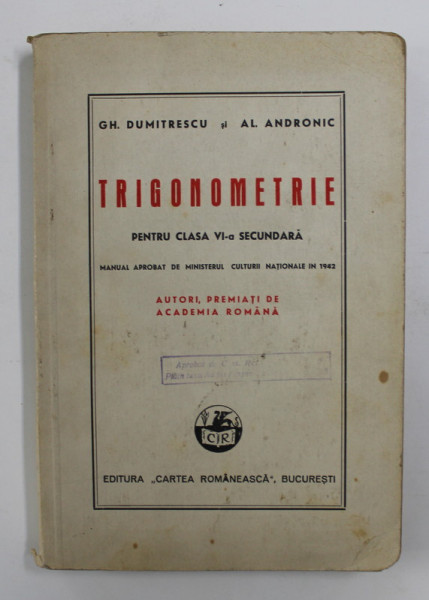 GH. DUMITRESCU și AL. ANDRONIC
TRIGONOMETRIE
PENTRU CLASA VI-a SECUNDARĂ
MANUAL APROBAT DE MINISTERUL CULTURII NAȚIONALE IN 1942
AUTORI, PREMIAȚI DE
ACADEMIA ROMÂNĂ
CR
EDITURA „CARTEA ROMÂNEASCĂ", BUCUREȘTI